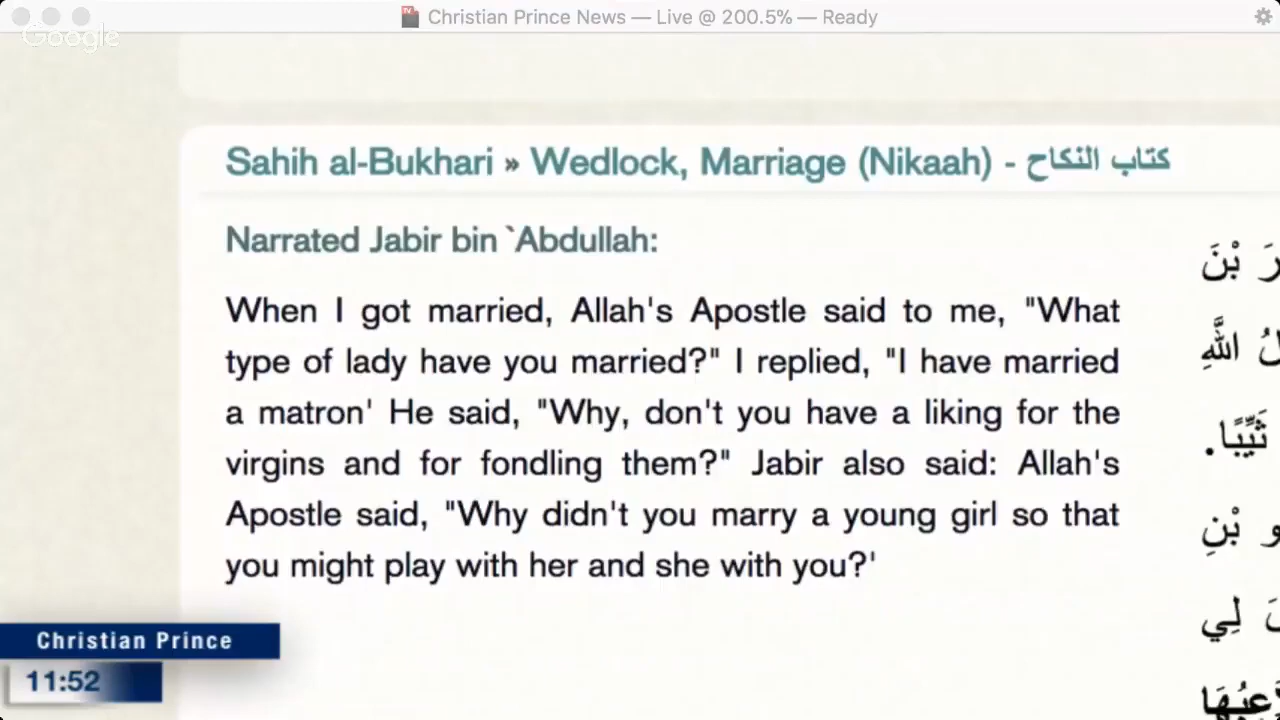 Christian Prince News — Live @ 200.5% — Ready
Google
Sahih al-Bukhari » Wedlock, Marriage (Nikaah) - كتاب النكاح
Narrated Jabir bin `Abdullah:
When I got married, Allah's Apostle said to me, "What
type of lady have you married?" I replied, "I have married
a matron' He said, "Why, don't you have a liking for the
virgins and for fondling them?" Jabir also said: Allah's
Apostle said, "Why didn't you marry a young girl so that
you might play with her and she with you?'
رَ بْنَ
لُ اللَّهِ
ثَيِّبًا.
و بْنِ
لِي
Christian Prince
11:52